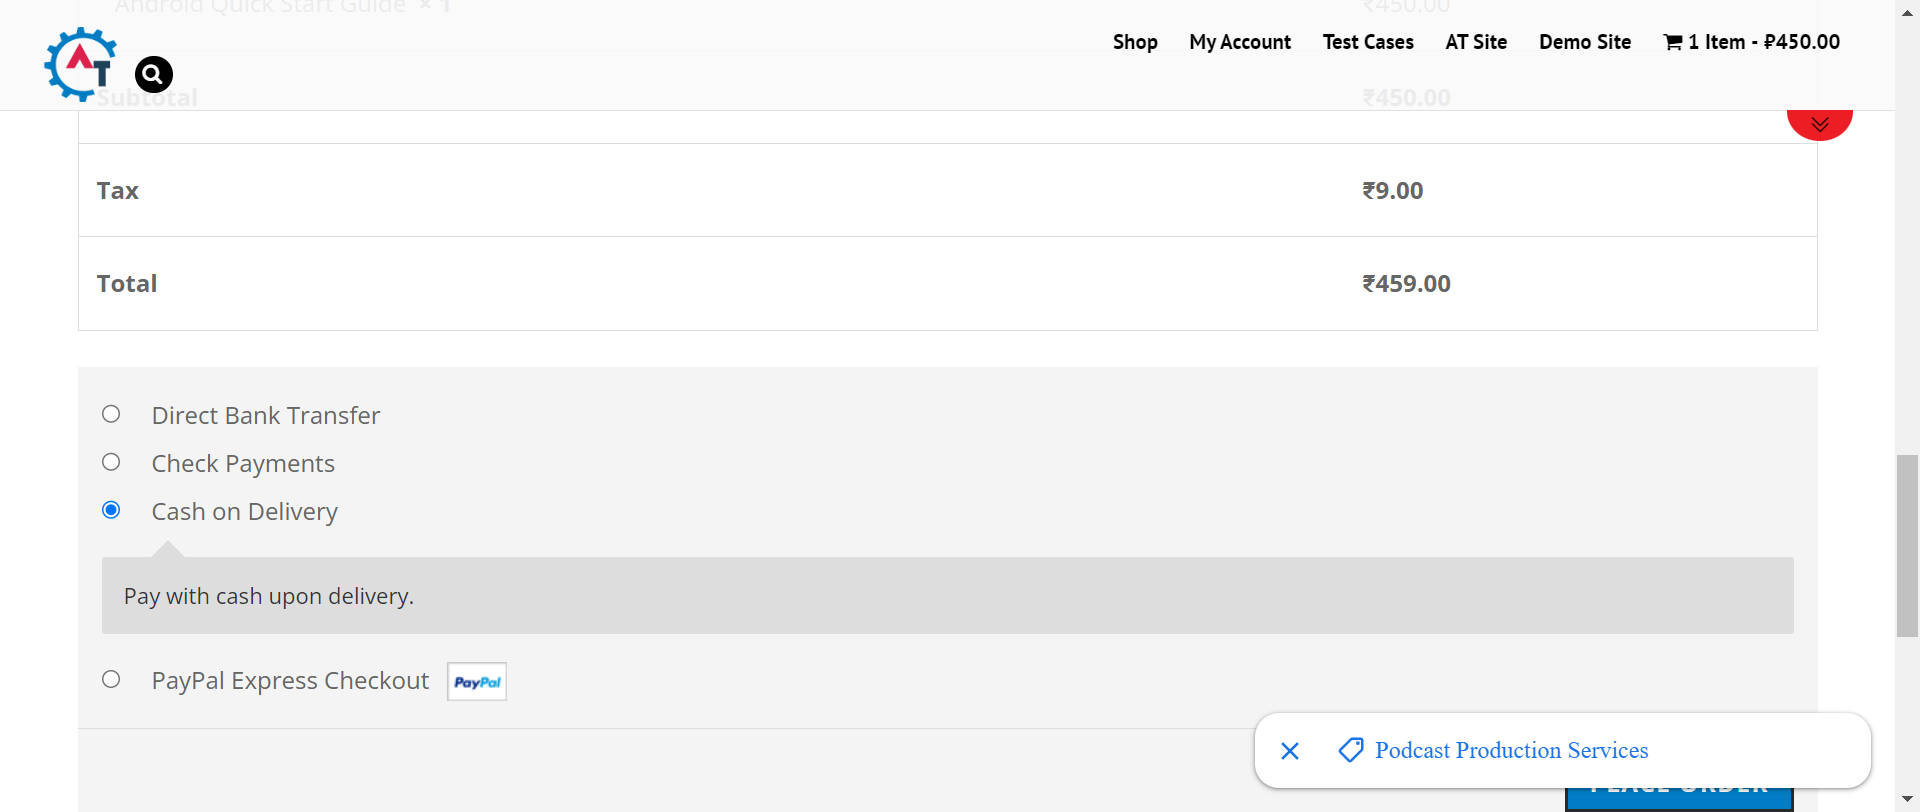 Android Quick Start Guide × 1 ₹450.00
AT
Shop My Account Test Cases AT Site Demo Site 1 Item - ₽450.00
Subtotal ₹450.00
Tax ₹9.00
Total ₹459.00
Direct Bank Transfer
Check Payments
Cash on Delivery
Pay with cash upon delivery.
PayPal Express Checkout PayPal
Podcast Production Services
PLACE ORDER